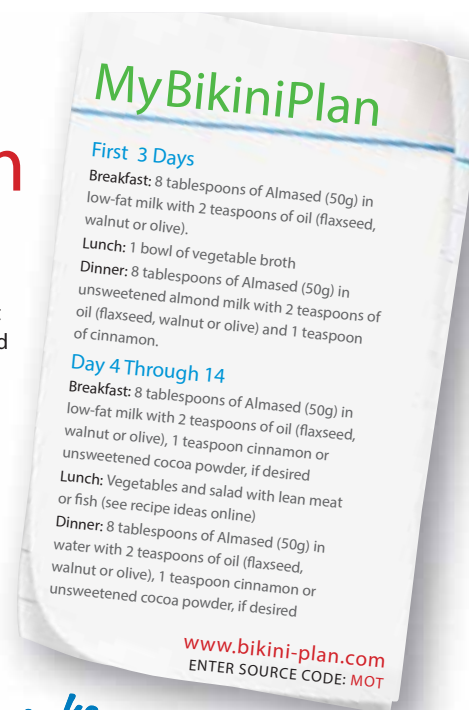 MyBikiniPlan
First 3 Days
Breakfast: 8 tablespoons of Almased (50g) in
low-fat milk with 2 teaspoons of oil (flaxseed,
walnut or olive).
Lunch: 1 bowl of vegetable broth
Dinner: 8 tablespoons of Almased (50g) in
unsweetened almond milk with 2 teaspoons of
oil (flaxseed, walnut or olive) and 1 teaspoon
of cinnamon.
Day 4 Through 14
Breakfast: 8 tablespoons of Almased (50g) in
low-fat milk with 2 teaspoons of oil (flaxseed,
walnut or olive), 1 teaspoon cinnamon or
unsweetened cocoa powder, if desired
Lunch: Vegetables and salad with lean meat
or fish (see recipe ideas online)
Dinner: 8 tablespoons of Almased (50g) in
water with 2 teaspoons of oil (flaxseed,
walnut or olive), 1 teaspoon cinnamon or
unsweetened cocoa powder, if desired
www.bikini-plan.com
ENTER SOURCE CODE: MOT